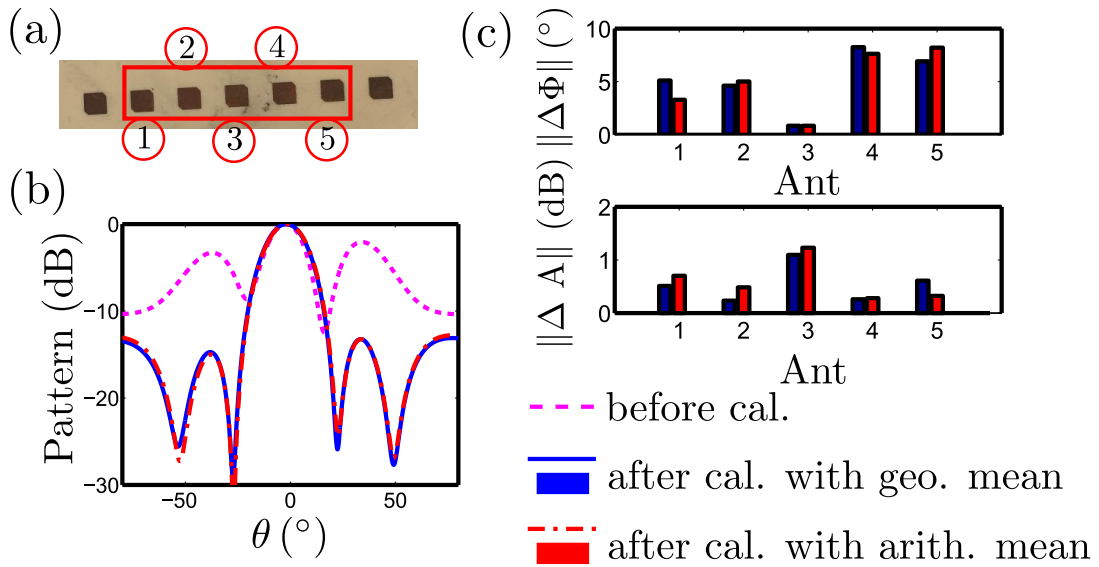 (a)
2
4
1
3
5
(b)
Pattern (dB)
0
−10
−20
−30
−50
0
50
θ (°)
(c)
||ΔΦ|| (°)
10
5
0
1 2 3 4 5
Ant
||Δ A|| (dB)
2
1
0
1 2 3 4 5
Ant
before cal.
after cal. with geo. mean
after cal. with arith. mean